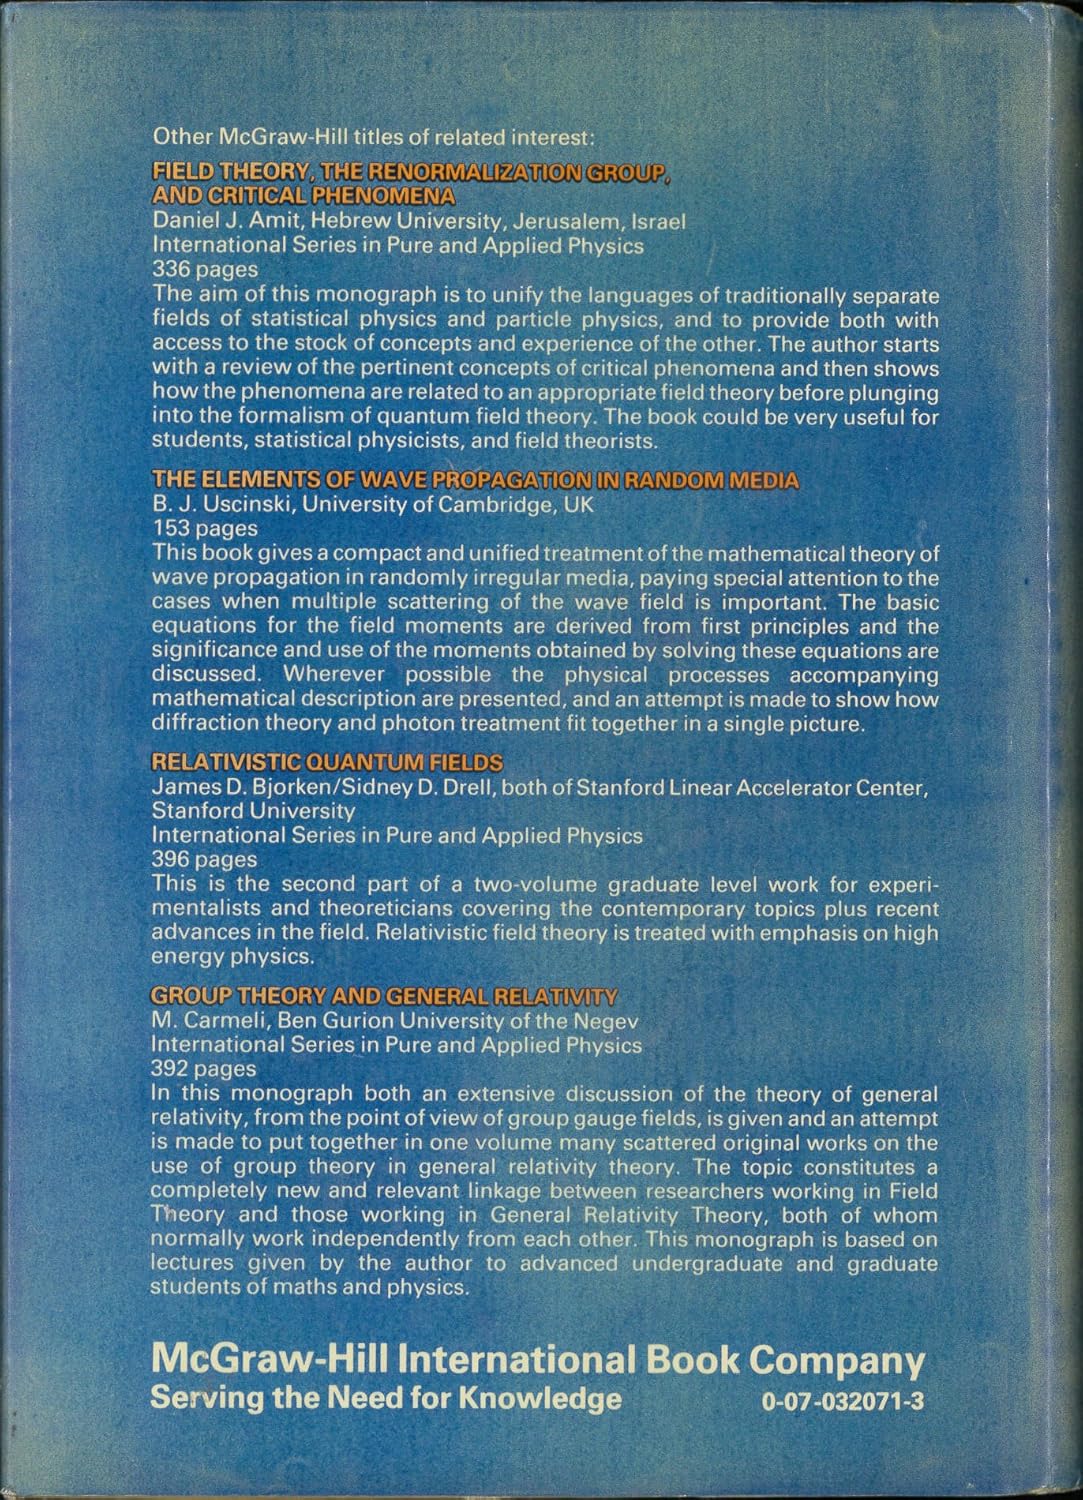 Other McGraw-Hill titles of related interest:
FIELD THEORY, THE RENORMALIZATION GROUP,
AND CRITICAL PHENOMENA
Daniel J. Amit, Hebrew University, Jerusalem, Israel
International Series in Pure and Applied Physics
336 pages
The aim of this monograph is to unify the languages of traditionally separate
fields of statistical physics and particle physics, and to provide both with
access to the stock of concepts and experience of the other. The author starts
with a review of the pertinent concepts of critical phenomena and then shows
how the phenomena are related to an appropriate field theory before plunging
into the formalism of quantum field theory. The book could be very useful for
students, statistical physicists, and field theorists.
THE ELEMENTS OF WAVE PROPAGATION IN RANDOM MEDIA
B. J. Uscinski, University of Cambridge, UK
153 pages
This book gives a compact and unified treatment of the mathematical theory of
wave propagation in randomly irregular media, paying special attention to the
cases when multiple scattering of the wave field is important. The basic
equations for the field moments are derived from first principles and the
significance and use of the moments obtained by solving these equations are
discussed. Wherever possible the physical processes accompanying
mathematical description are presented, and an attempt is made to show how
diffraction theory and photon treatment fit together in a single picture.
RELATIVISTIC QUANTUM FIELDS
James D. Bjorken/Sidney D. Drell, both of Stanford Linear Accelerator Center,
Stanford University
International Series in Pure and Applied Physics
396 pages
This is the second part of a two-volume graduate level work for experi-
mentalists and theoreticians covering the contemporary topics plus recent
advances in the field. Relativistic field theory is treated with emphasis on high
energy physics.
GROUP THEORY AND GENERAL RELATIVITY
M. Carmeli, Ben Gurion University of the Negev
International Series in Pure and Applied Physics
392 pages
In this monograph both an extensive discussion of the theory of general
relativity, from the point of view of group gauge fields, is given and an attempt
is made to put together in one volume many scattered original works on the
use of group theory in general relativity theory. The topic constitutes a
completely new and relevant linkage between researchers working in Field
Theory and those working in General Relativity Theory, both of whom
normally work independently from each other. This monograph is based on
lectures given by the author to advanced undergraduate and graduate
students of maths and physics.
McGraw-Hill International Book Company
Serving the Need for Knowledge 0-07-032071-3